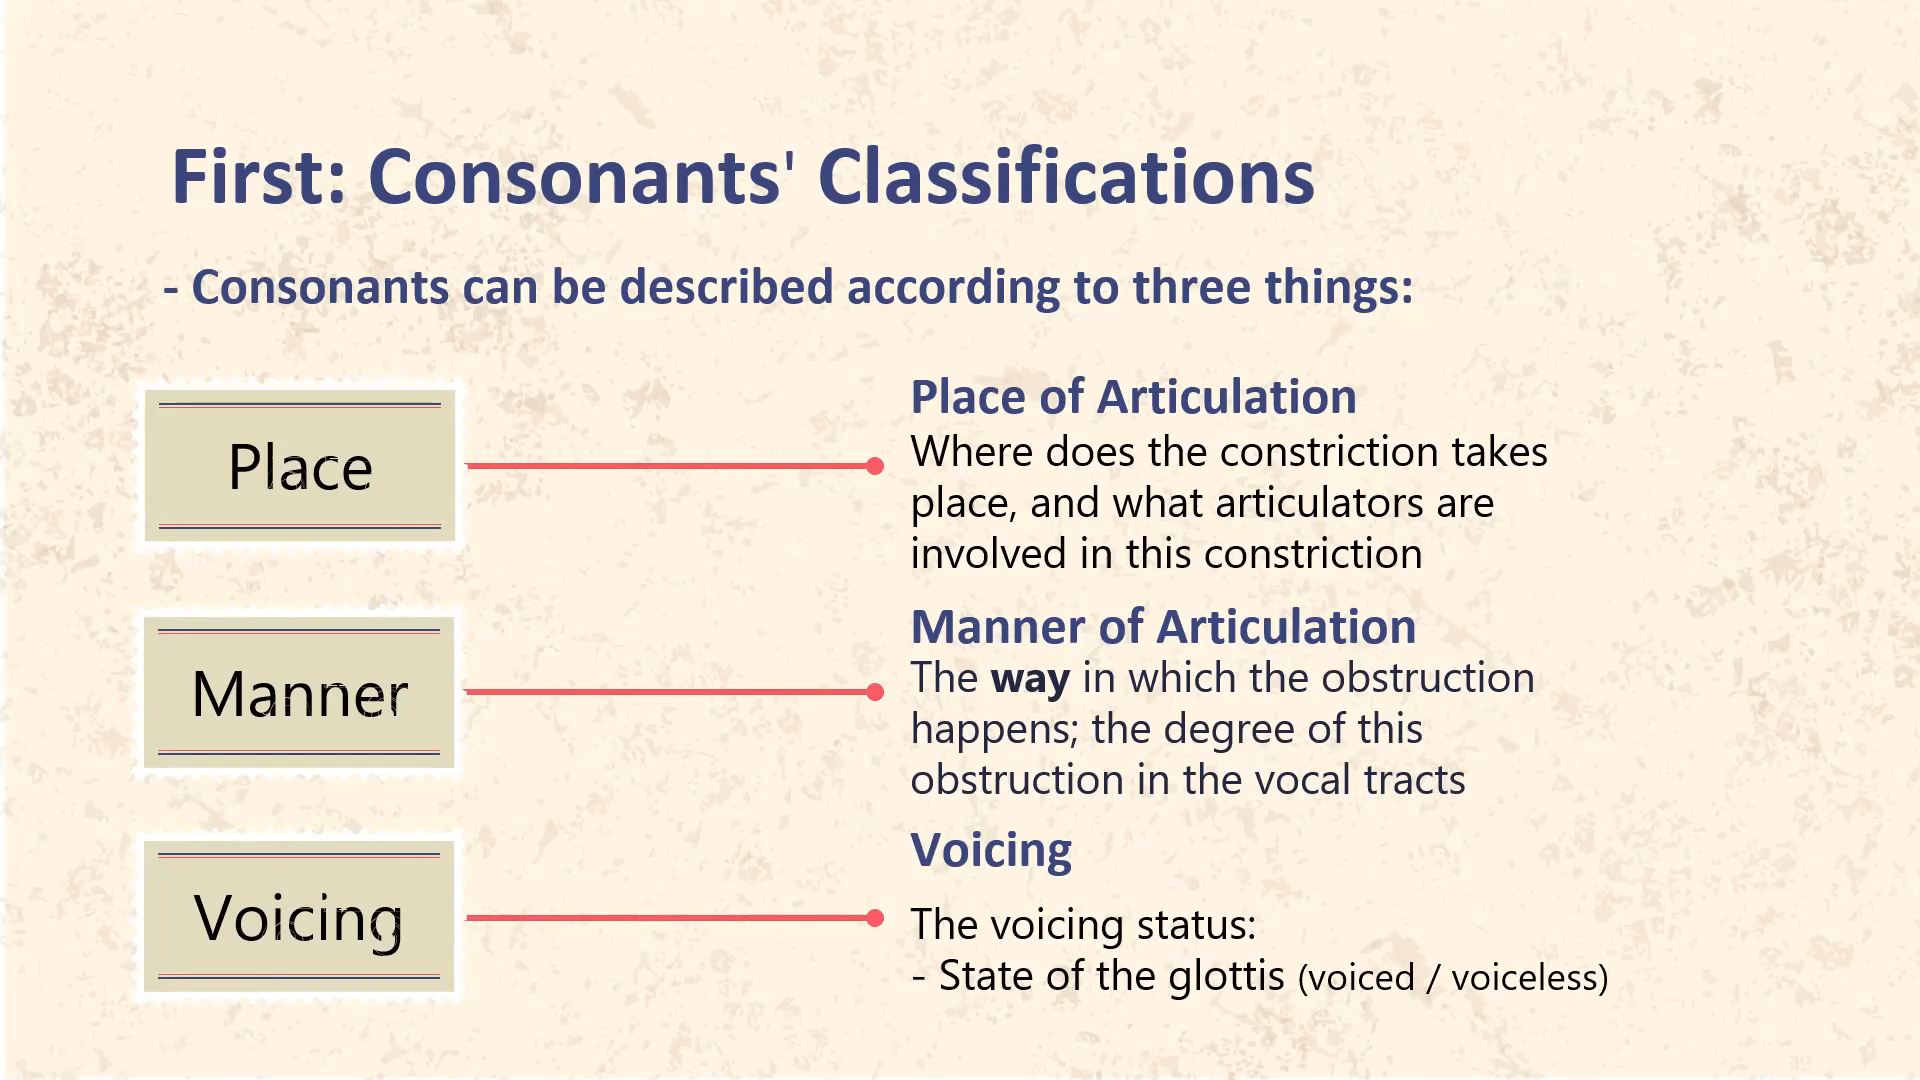 First: Consonants' Classifications
- Consonants can be described according to three things:
Place
Place of Articulation
Where does the constriction takes
place, and what articulators are
involved in this constriction
Manner
Manner of Articulation
The way in which the obstruction
happens; the degree of this
obstruction in the vocal tracts
Voicing
Voicing
The voicing status:
- State of the glottis (voiced / voiceless)